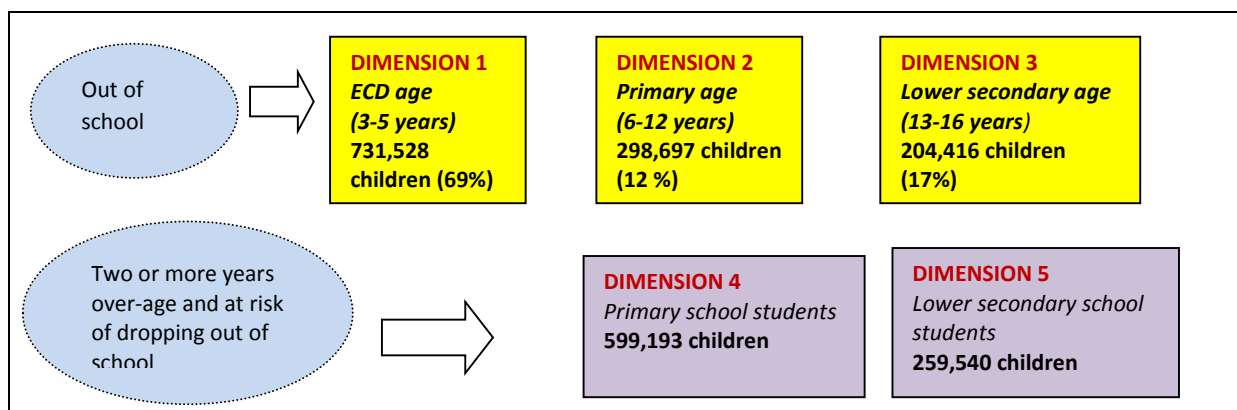 Out of
school
DIMENSION 1
ECD age
(3-5 years)
731,528
children (69%)
DIMENSION 2
Primary age
(6-12 years)
298,697 children
(12 %)
DIMENSION 3
Lower secondary age
(13-16 years)
204,416 children
(17%)
Two or more years
over-age and at risk
of dropping out of
school
DIMENSION 4
Primary school students
599,193 children
DIMENSION 5
Lower secondary school
students
259,540 children